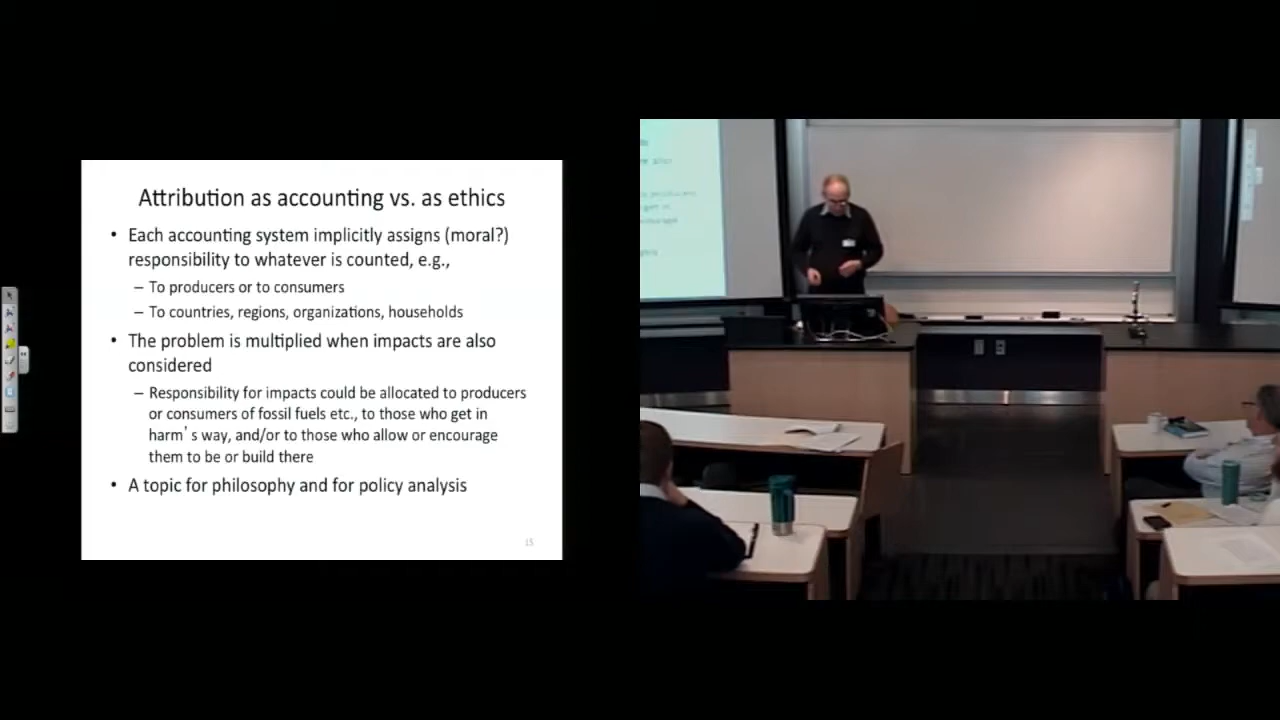 Attribution as accounting vs. as ethics
• Each accounting system implicitly assigns (moral?)
responsibility to whatever is counted, e.g.,
– To producers or to consumers
– To countries, regions, organizations, households
• The problem is multiplied when impacts are also
considered
– Responsibility for impacts could be allocated to producers
or consumers of fossil fuels etc., to those who get in
harm's way, and/or to those who allow or encourage
them to be or build there
• A topic for philosophy and for policy analysis
15